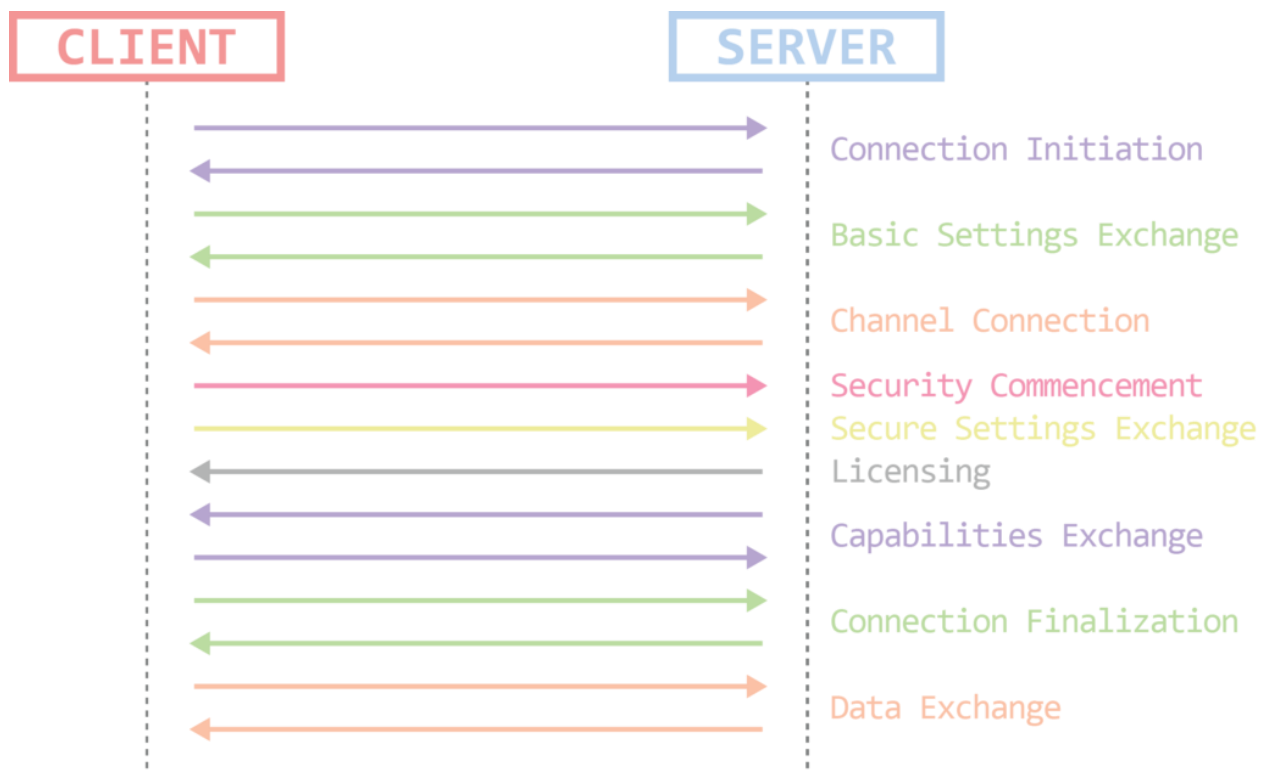 CLIENT
SERVER
Connection Initiation
Basic Settings Exchange
Channel Connection
Security Commencement
Secure Settings Exchange
Licensing
Capabilities Exchange
Connection Finalization
Data Exchange